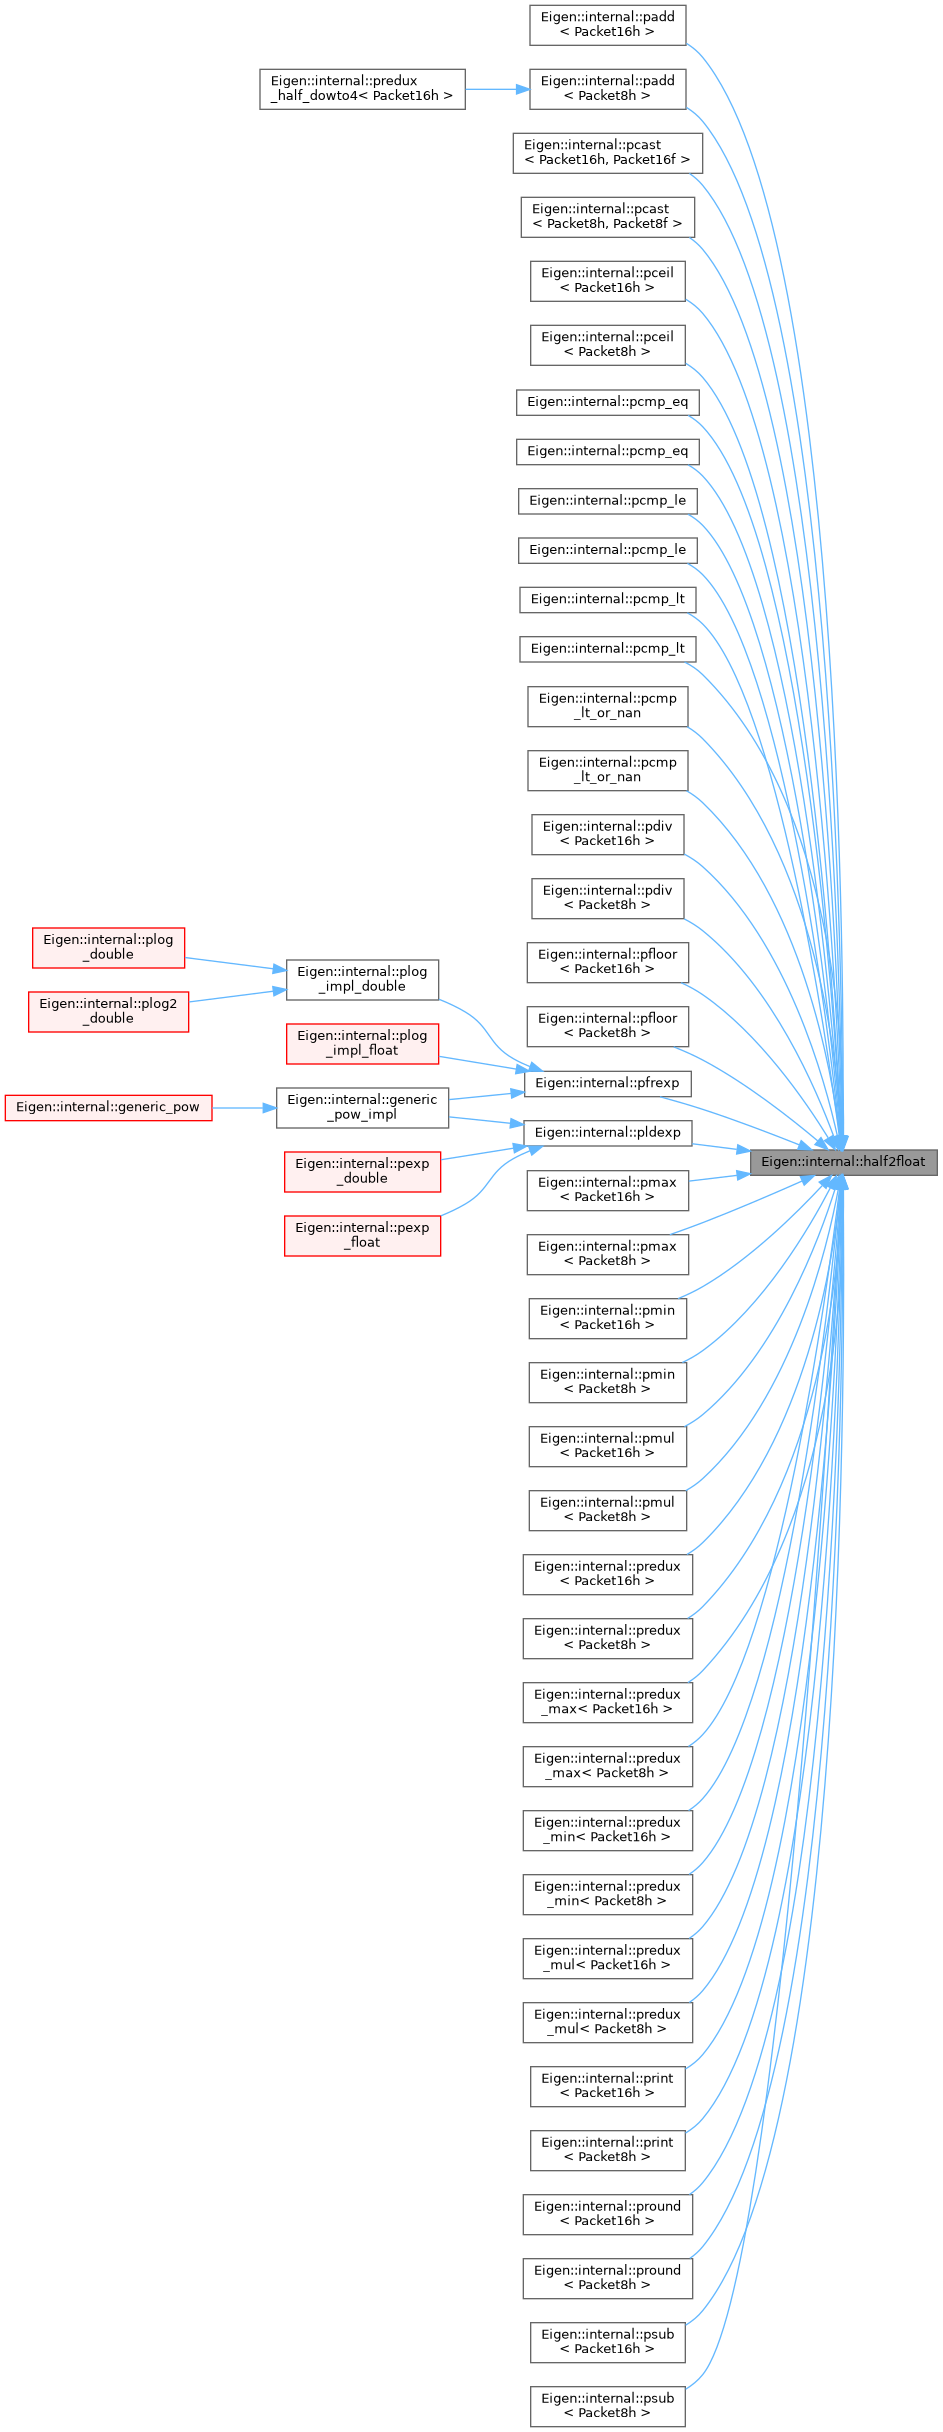 Eigen::internal::padd
< Packet16h >
Eigen::internal::predux
_half_dowto4< Packet16h >
Eigen::internal::padd
< Packet8h >
Eigen::internal::pcast
< Packet16h, Packet16f >
Eigen::internal::pcast
< Packet8h, Packet8f >
Eigen::internal::pceil
< Packet16h >
Eigen::internal::pceil
< Packet8h >
Eigen::internal::pcmp_eq
Eigen::internal::pcmp_eq
Eigen::internal::pcmp_le
Eigen::internal::pcmp_le
Eigen::internal::pcmp_lt
Eigen::internal::pcmp_lt
Eigen::internal::pcmp
_lt_or_nan
Eigen::internal::pcmp
_lt_or_nan
Eigen::internal::pdiv
< Packet16h >
Eigen::internal::pdiv
< Packet8h >
Eigen::internal::plog
_double
Eigen::internal::plog2
_double
Eigen::internal::generic_pow
Eigen::internal::plog
_impl_double
Eigen::internal::plog
_impl_float
Eigen::internal::generic
_pow_impl
Eigen::internal::pexp
_double
Eigen::internal::pexp
_float
Eigen::internal::pfloor
< Packet16h >
Eigen::internal::pfloor
< Packet8h >
Eigen::internal::pfrexp
Eigen::internal::pldexp
Eigen::internal::half2float
Eigen::internal::pmax
< Packet16h >
Eigen::internal::pmax
< Packet8h >
Eigen::internal::pmin
< Packet16h >
Eigen::internal::pmin
< Packet8h >
Eigen::internal::pmul
< Packet16h >
Eigen::internal::pmul
< Packet8h >
Eigen::internal::predux
< Packet16h >
Eigen::internal::predux
< Packet8h >
Eigen::internal::predux
_max< Packet16h >
Eigen::internal::predux
_max< Packet8h >
Eigen::internal::predux
_min< Packet16h >
Eigen::internal::predux
_min< Packet8h >
Eigen::internal::predux
_mul< Packet16h >
Eigen::internal::predux
_mul< Packet8h >
Eigen::internal::print
< Packet16h >
Eigen::internal::print
< Packet8h >
Eigen::internal::pround
< Packet16h >
Eigen::internal::pround
< Packet8h >
Eigen::internal::psub
< Packet16h >
Eigen::internal::psub
< Packet8h >